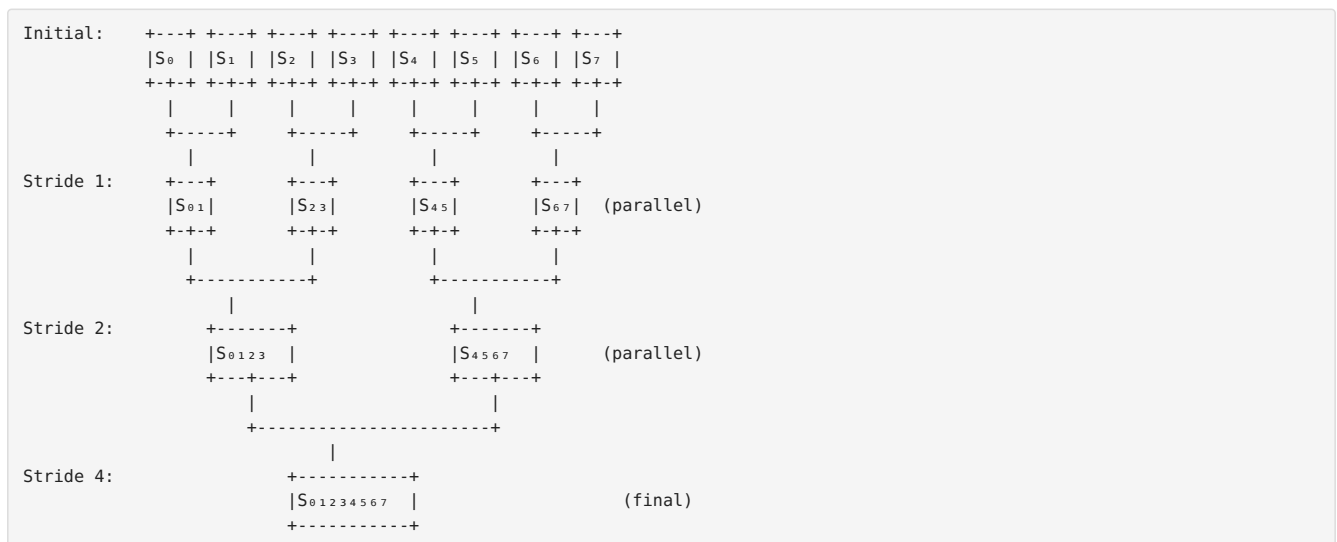 Initial:    +---+ +---+ +---+ +---+ +---+ +---+ +---+ +---+
            |S₀ | |S₁ | |S₂ | |S₃ | |S₄ | |S₅ | |S₆ | |S₇ |
            +-+-+ +-+-+ +-+-+ +-+-+ +-+-+ +-+-+ +-+-+ +-+-+
              |     |     |     |     |     |     |     |
              +-----+     +-----+     +-----+     +-----+
                |           |           |           |
Stride 1:     +---+       +---+       +---+       +---+
              |S₀₁|       |S₂₃|       |S₄₅|       |S₆₇|  (parallel)
              +-+-+       +-+-+       +-+-+       +-+-+
                |           |           |           |
                +-----------+           +-----------+
                    |                       |
Stride 2:         +-------+               +-------+
                  |S₀₁₂₃  |               |S₄₅₆₇  |      (parallel)
                  +---+---+               +---+---+
                      |                       |
                      +-----------------------+
                              |
Stride 4:                 +-----------+
                          |S₀₁₂₃₄₅₆₇  |                    (final)
                          +-----------+